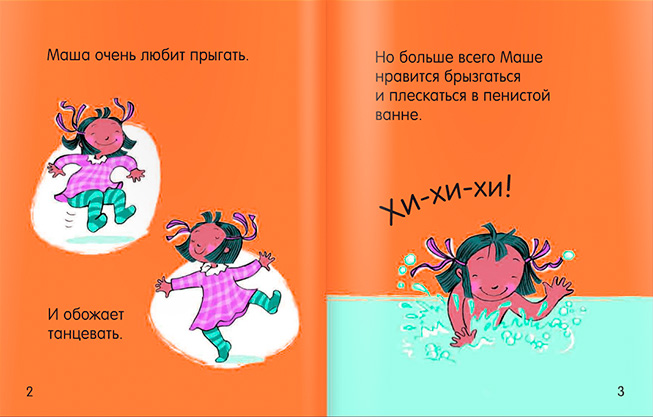 Маша очень любит прыгать.
И обожает
танцевать.
2
Но больше всего Маше
нравится брызгаться
и плескаться в пенистой
ванне.
ХИ-ХИ-ХИ!
3